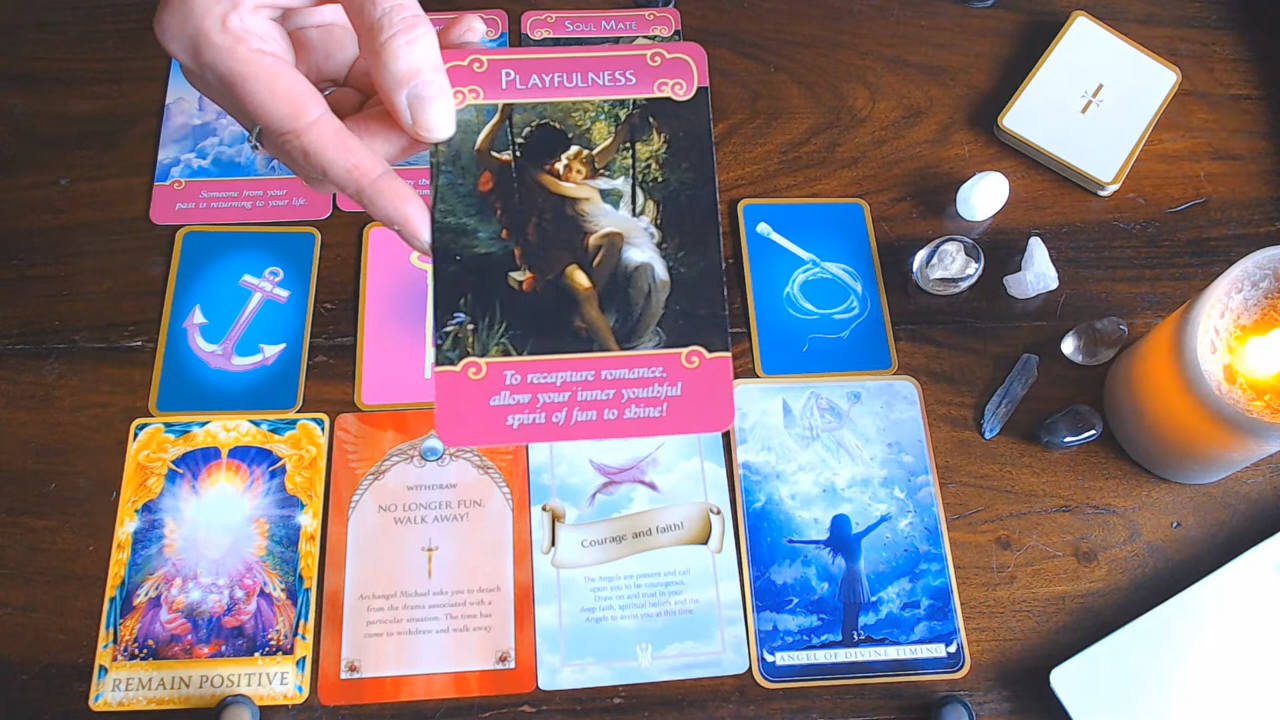 SOUL MATE
PLAYFULNESS
Someone from your
past is returning to your life.
To recapture romance,
allow your inner youthful
spirit of fun to shine!
REMAIN POSITIVE
WITHDRAW
NO LONGER FUN,
WALK AWAY!
Archangel Michael asks you to detach
from the drama associated with a
particular situation. The time has
come to withdraw and walk away
Courage and faith!
The Angels are present and call
upon you to be courageous.
Draw on and trust in your
deep faith, spiritual beliefs and the
Angels to assist you at this time
32
ANGEL OF DIVINE TIMING